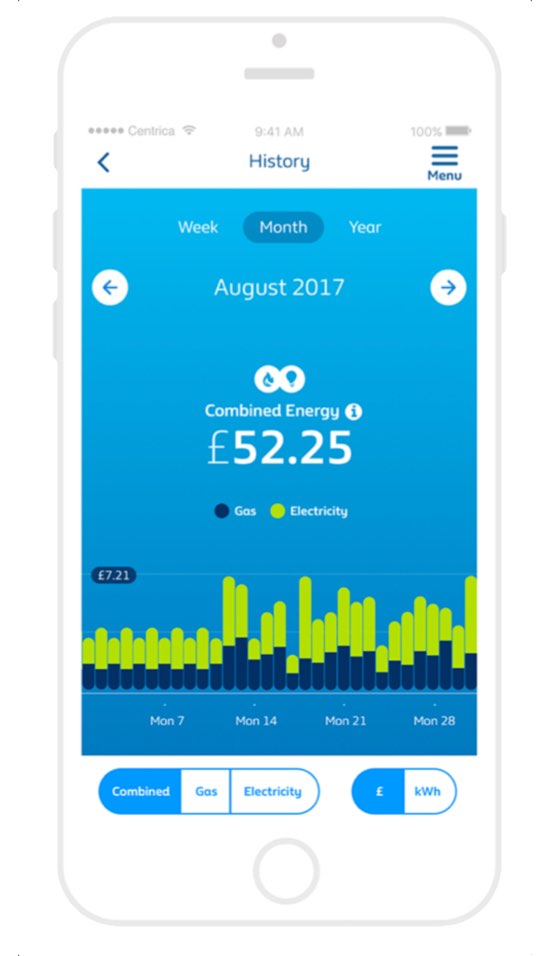 Centrica 9:41 AM 100%
History
Menu
Week Month Year
August 2017
Combined Energy i
£52.25
Gas Electricity
£7.21
Mon 7 Mon 14 Mon 21 Mon 28
Combined Gas Electricity £ kWh